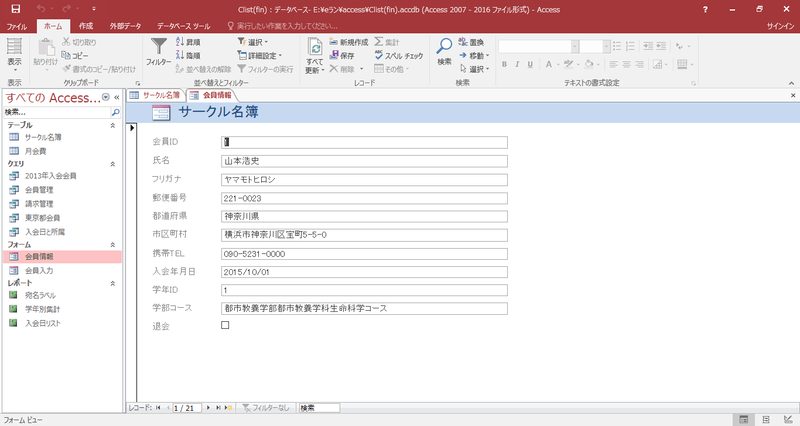 Clist(fin) : データベース- E:¥eラン¥access¥Clist(fin).accdb (Access 2007 - 2016 ファイル形式) - Access
サインイン
ファイル ホーム 作成 外部データ データベース ツール 実行したい作業を入力してください。
表示
貼り付け
切り取り
コピー
書式のコピー/貼り付け
フィルター
昇順
降順
並べ替えの解除
選択
詳細設定
フィルターの実行
すべて
更新
新規作成
保存
削除
集計
スペル チェック
その他
検索
置換
移動
選択
B I U
表示 クリップボード 並べ替えとフィルター レコード 検索 テキストの書式設定
すべての Access...
検索...
テーブル
サークル名簿
月会費
クエリ
2013年入会会員
会員管理
請求管理
東京都会員
入会日と所属
フォーム
会員情報
会員入力
レポート
宛名ラベル
学年別集計
入会日リスト
サークル名簿 会員情報
サークル名簿
会員ID 1
氏名 山本浩史
フリガナ ヤマモトヒロシ
郵便番号 221-0023
都道府県 神奈川県
市区町村 横浜市神奈川区宝町5-5-0
携帯TEL 090-5231-0000
入会年月日 2015/10/01
学年ID 1
学部コース 都市教養学部都市教養学科生命科学コース
退会
レコード: 1 / 21 フィルターなし 検索
フォーム ビュー